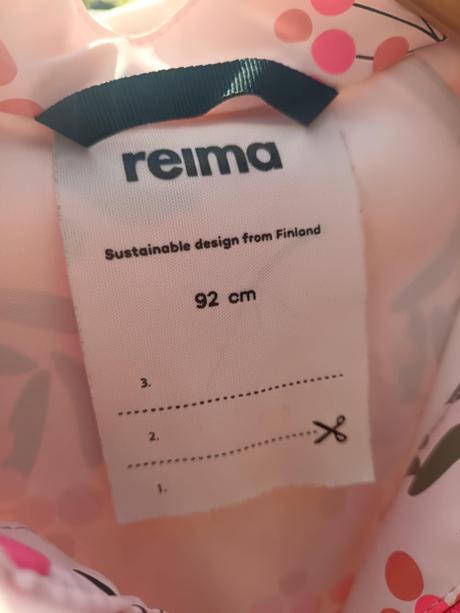 reima
Sustainable design from Finland
92 cm
3.
2.
1.